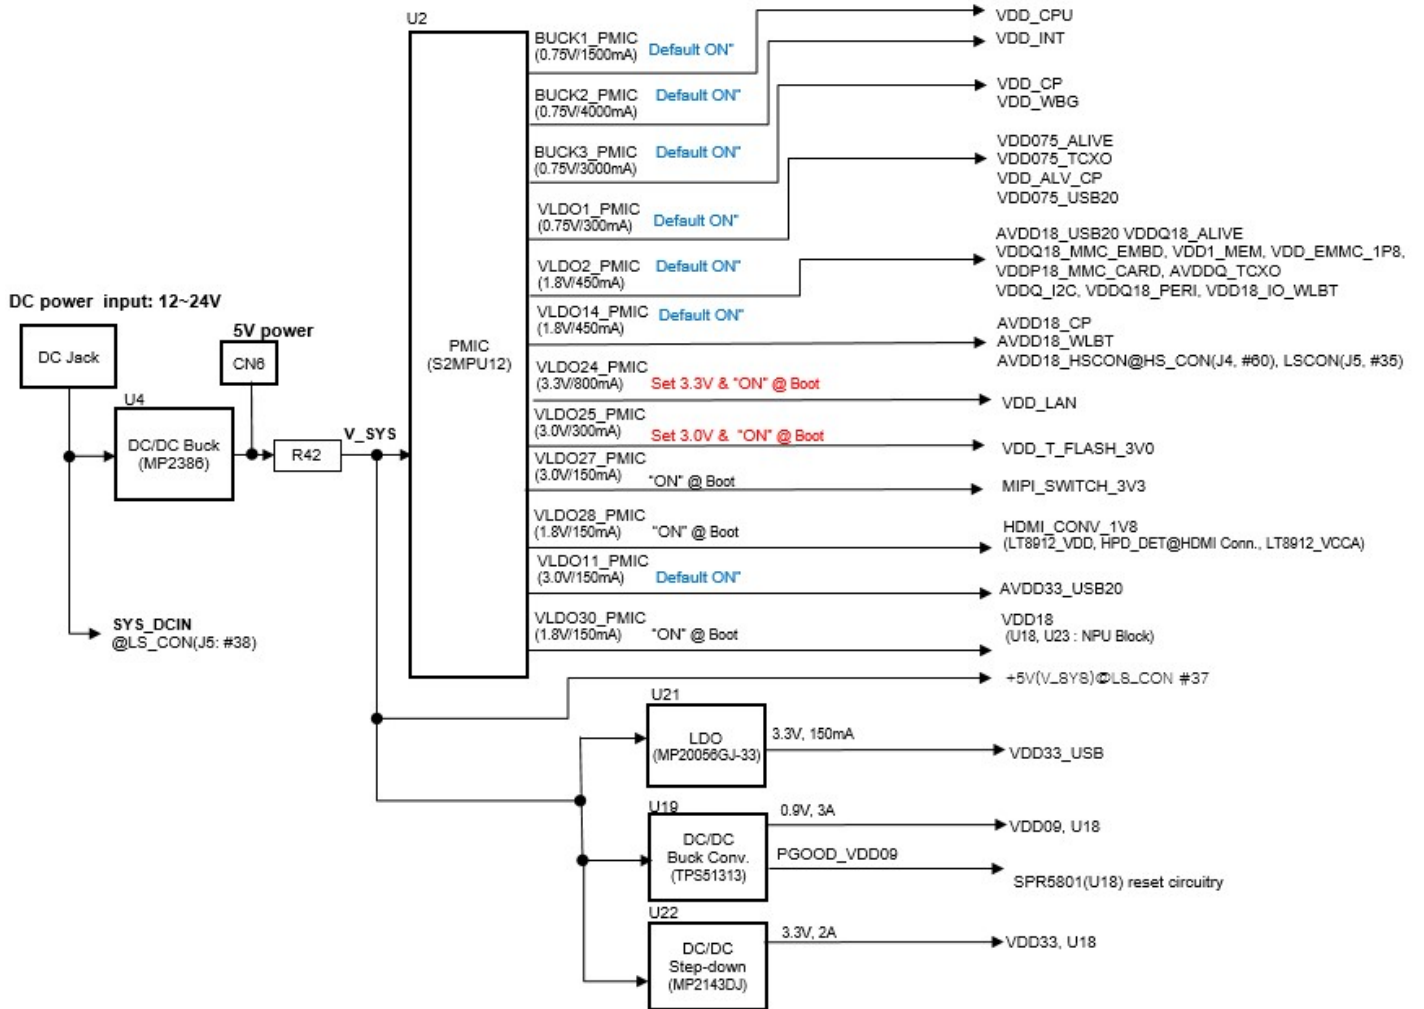 U2
VDD_CPU
BUCK1_PMIC
(0.75V/1500mA) Default ON"
VDD_INT
BUCK2_PMIC Default ON"
(0.75V/4000mA)
VDD_CP
VDD_WBG
BUCK3_PMIC Default ON"
(0.75V/3000mA)
VDD075_ALIVE
VDD075_TCXO
VDD_ALV_CP
VDD075_USB20
VLDO1_PMIC
(0.75V/300mA) Default ON"
AVDD18_USB20 VDDQ18_ALIVE
VDDQ18_MMC_EMBD, VDD1_MEM, VDD_EMMC_1P8,
VDDP18_MMC_CARD, AVDDQ_TCXO
VDDQ_I2C, VDDQ18_PERI, VDD18_IO_WLBT
VLDO2_PMIC Default ON"
(1.8V/450mA)
DC power input: 12~24V
VLDO14_PMIC Default ON"
(1.8V/450mA)
AVDD18_CP
AVDD18_WLBT
AVDD18_HSCON@HS_CON(J4, #60), LSCON(J5, #35)
5V power
DC Jack
CN6
PMIC
(S2MPU12)
VLDO24_PMIC
(3.3V/800mA) Set 3.3V & "ON" @ Boot
VDD_LAN
U4
DC/DC Buck
(MP2386)
R42
V_SYS
VLDO25_PMIC
(3.0V/300mA) Set 3.0V & "ON" @ Boot
VDD_T_FLASH_3V0
VLDO27_PMIC
(3.0V/150mA) "ON" @ Boot
MIPI_SWITCH_3V3
VLDO28_PMIC
(1.8V/150mA) "ON" @ Boot
HDMI_CONV_1V8
(LT8912_VDD, HPD_DET@HDMI Conn., LT8912_VCCA)
VLDO11_PMIC
(3.0V/150mA) Default ON"
AVDD33_USB20
SYS_DCIN
@LS_CON(J5: #38)
VLDO30_PMIC
(1.8V/150mA) "ON" @ Boot
VDD18
(U18, U23 : NPU Block)
+5V(V_SYS)@LS_CON #37
U21
LDO
(MP20056GJ-33)
3.3V, 150mA
VDD33_USB
U19
DC/DC
Buck Conv.
(TPS51313)
0.9V, 3A
VDD09, U18
PGOOD_VDD09
SPR5801(U18) reset circuitry
U22
DC/DC
Step-down
(MP2143DJ)
3.3V, 2A
VDD33, U18